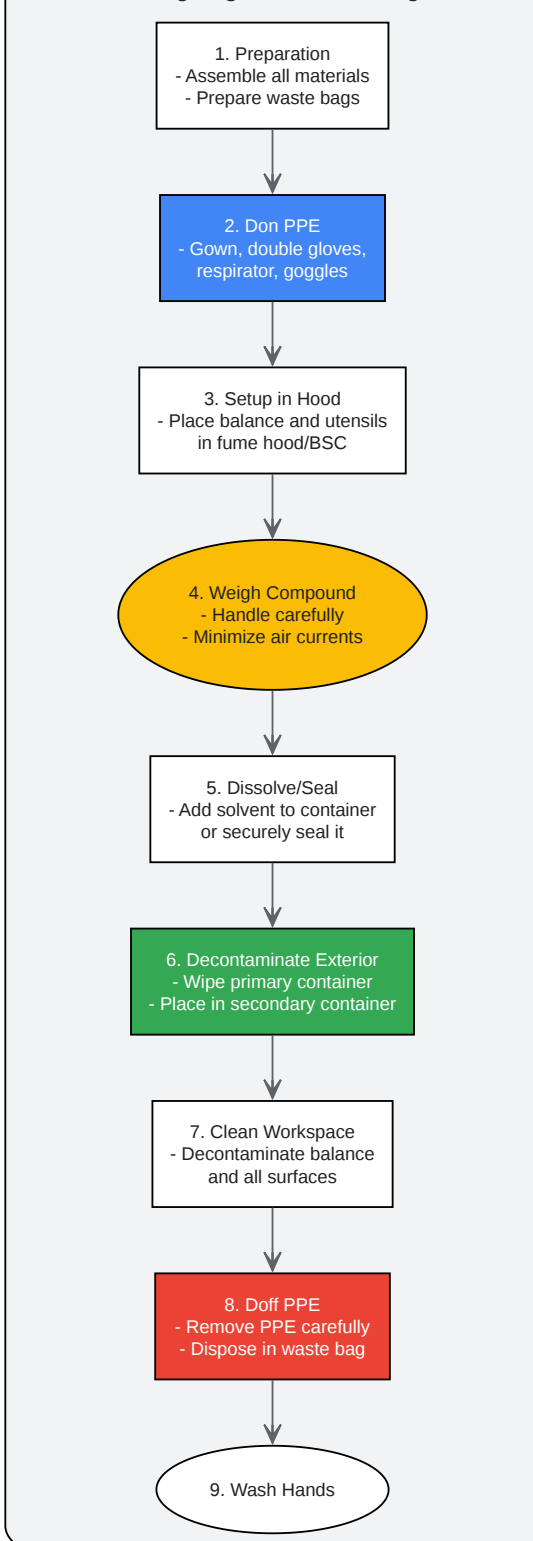 1. Preparation
- Assemble all materials
- Prepare waste bags
2. Don PPE
- Gown, double gloves,
respirator, goggles
3. Setup in Hood
- Place balance and utensils
in fume hood/BSC
4. Weigh Compound
- Handle carefully
- Minimize air currents
5. Dissolve/Seal
- Add solvent to container
or securely seal it
6. Decontaminate Exterior
- Wipe primary container
- Place in secondary container
7. Clean Workspace
- Decontaminate balance
and all surfaces
8. Doff PPE
- Remove PPE carefully
- Dispose in waste bag
9. Wash Hands